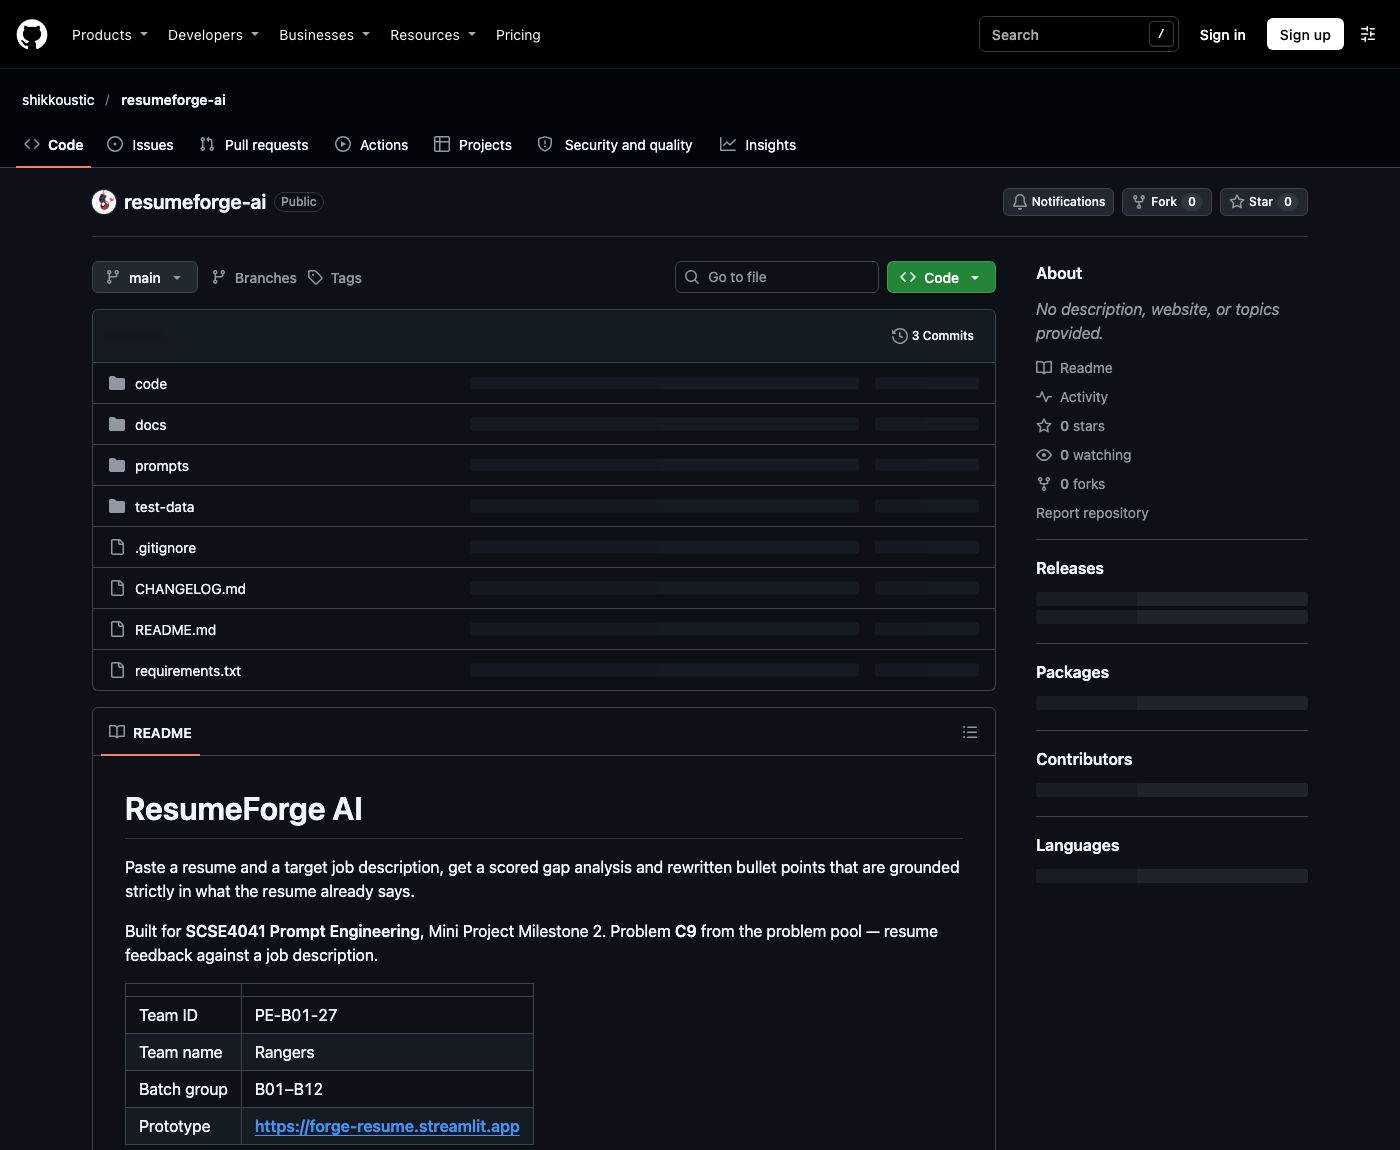 Products Developers Businesses Resources Pricing Search / Sign in Sign up
shikkoustic / resumeforge-ai
Code Issues Pull requests Actions Projects Security and quality Insights
resumeforge-ai Public Notifications Fork 0 Star 0
main Branches Tags Go to file Code
3 Commits
code
docs
prompts
test-data
.gitignore
CHANGELOG.md
README.md
requirements.txt
README
ResumeForge AI
Paste a resume and a target job description, get a scored gap analysis and rewritten bullet points that are grounded
strictly in what the resume already says.
Built for SCSE4041 Prompt Engineering, Mini Project Milestone 2. Problem C9 from the problem pool — resume
feedback against a job description.
Team ID PE-B01-27
Team name Rangers
Batch group B01–B12
Prototype https://forge-resume.streamlit.app
About
No description, website, or topics
provided.
Readme
Activity
0 stars
0 watching
0 forks
Report repository
Releases
Packages
Contributors
Languages